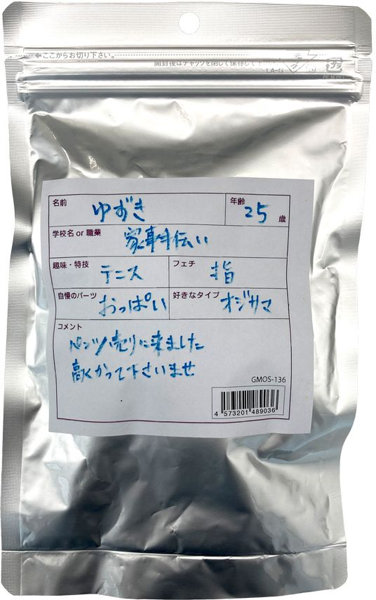 ここからお切り下さい。
名前 ゆずき 年齢 25 歳
学校名 or 職業 家事手伝い
趣味・特技 テニス フェチ 指
自慢のパーツ おっぱい 好きなタイプ オジサマ
コメント
パンツ売りに来ました
高くかって下さいませ
GMOS-136
4 573201 489036